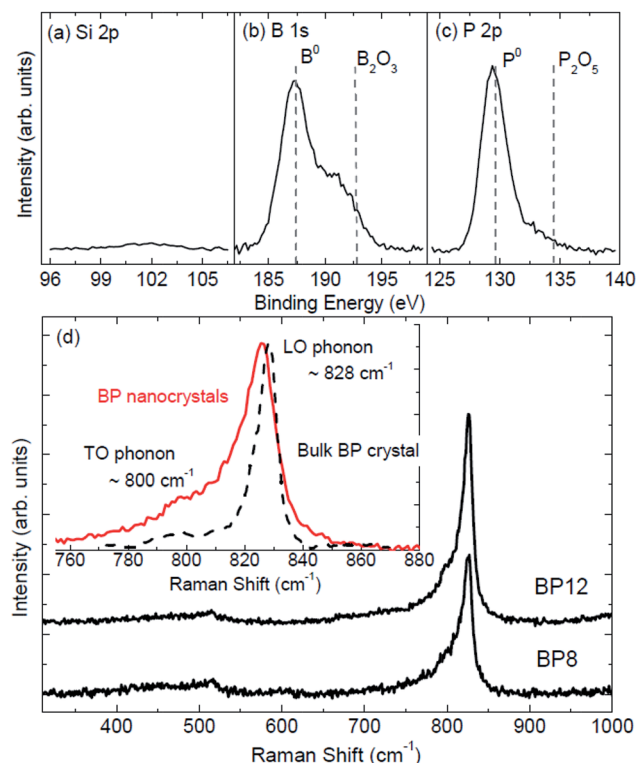 (a) Si 2p
(b) B 1s
(c) P 2p
B⁰
B₂O₃
P⁰
P₂O₅
Intensity (arb. units)
96 99 102 105
185 190 195
125 130 135 140
Binding Energy (eV)
(d)
LO phonon
~ 828 cm⁻¹
BP nanocrystals
TO phonon
~ 800 cm⁻¹
Bulk BP crystal
760 780 800 820 840 860 880
Raman Shift (cm⁻¹)
BP12
BP8
Intensity (arb. units)
400 500 600 700 800 900 1000
Raman Shift (cm⁻¹)